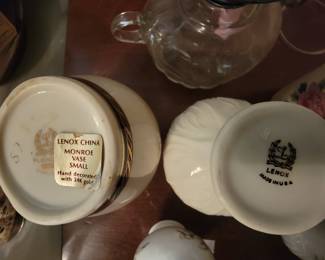 LENOX CHINA
MONROE
VASE
SMALL
Hand decorated
with 24K gold
LENOX
MADE IN USA